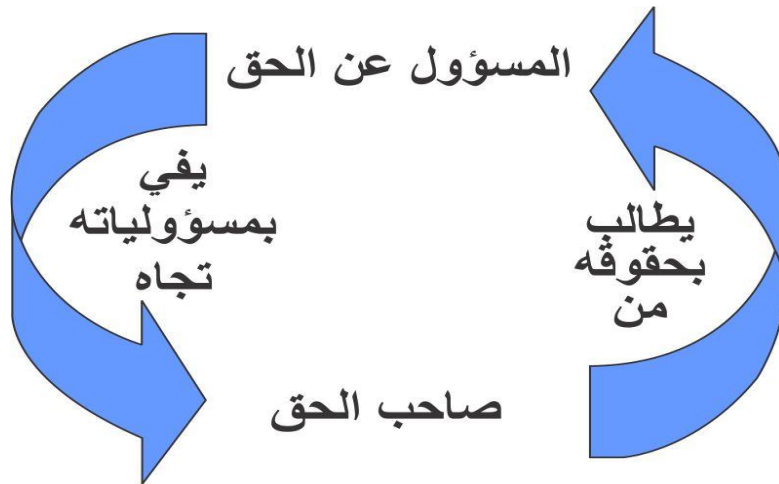 المسؤول عن الحق
يطالب
بحقوقه
من
يفي
بمسؤولياته
تجاه
صاحب الحق